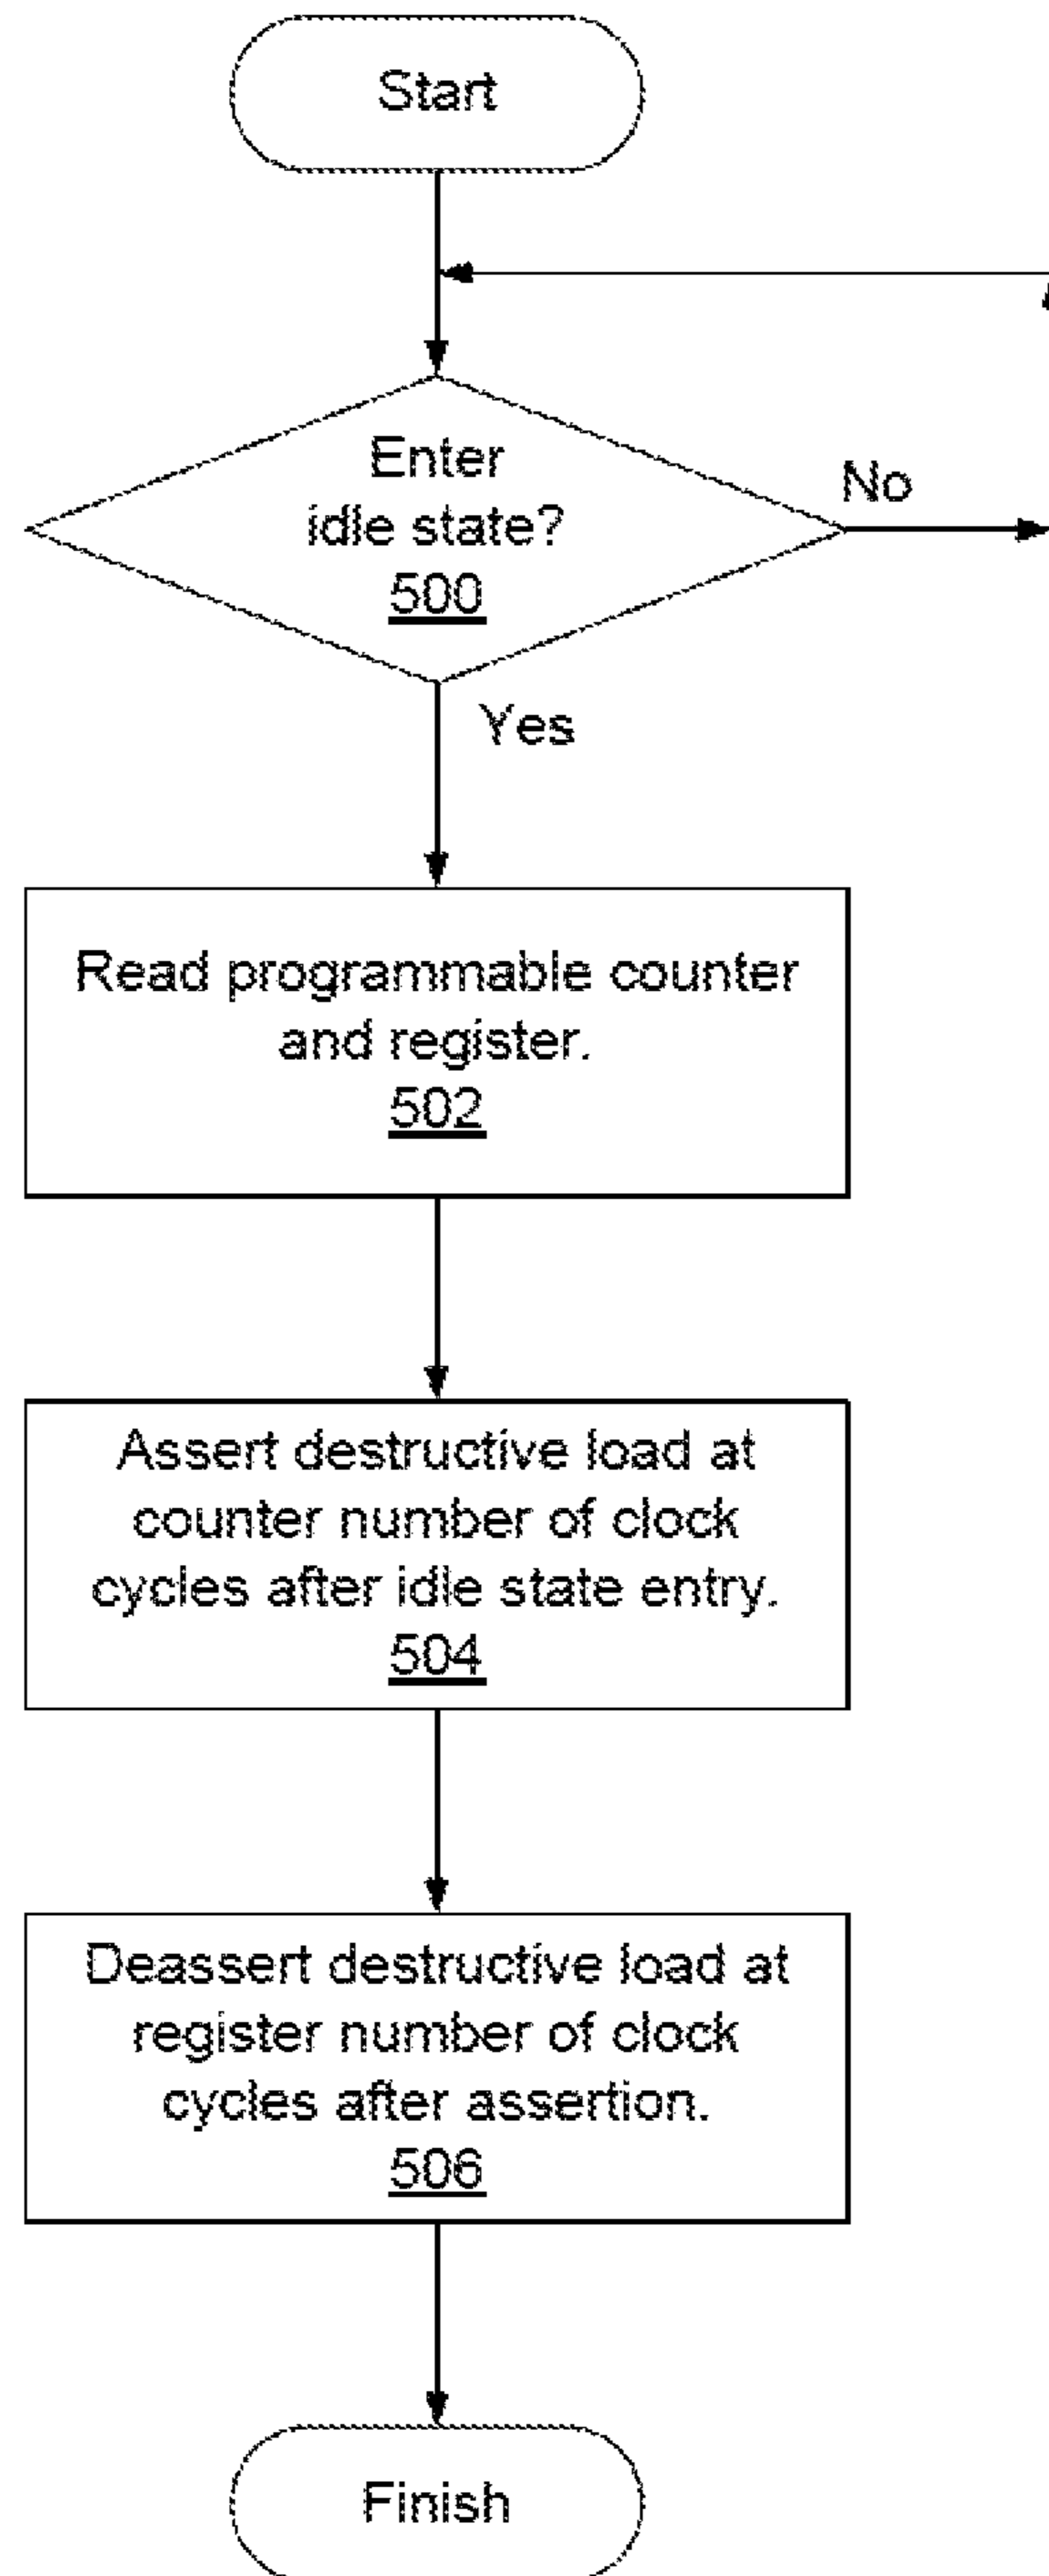 Start
Enter
idle state?
500
No
Yes
Read programmable counter
and register.
502
Assert destructive load at
counter number of clock
cycles after idle state entry.
504
Deassert destructive load at
register number of clock
cycles after assertion.
506
Finish